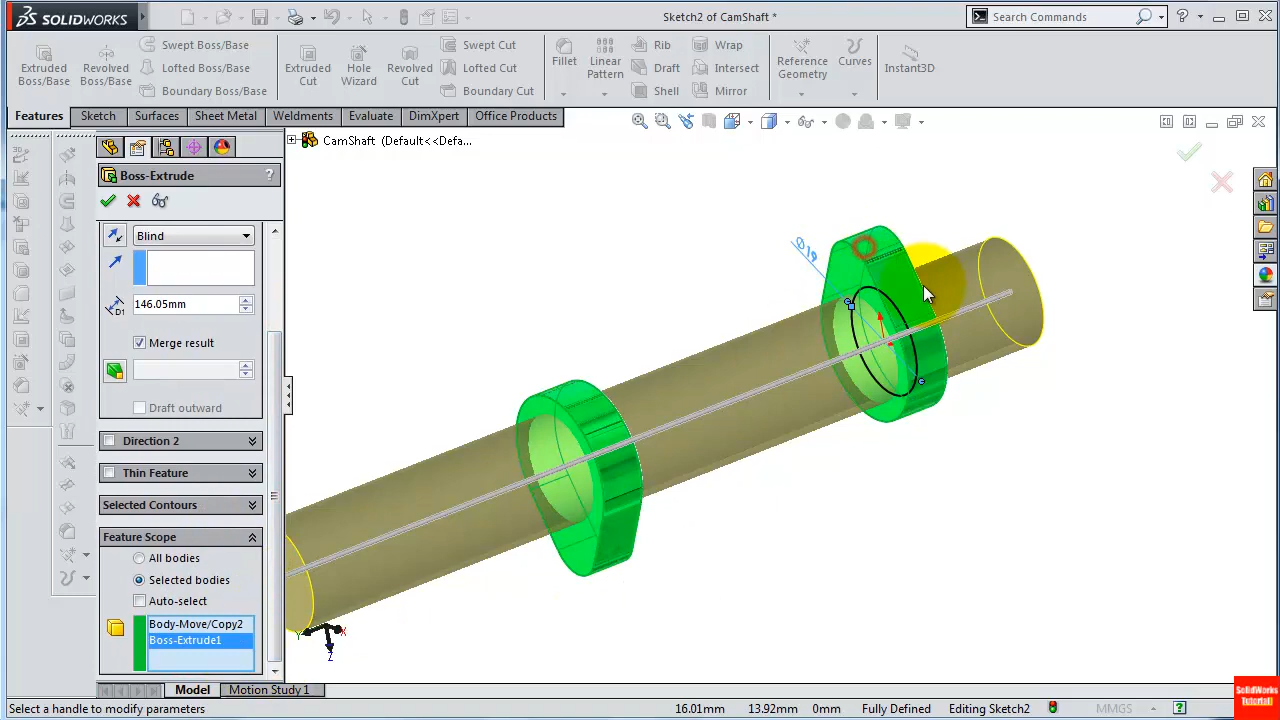 SOLIDWORKS
Sketch2 of CamShaft *
Search Commands
Extruded Boss/Base
Revolved Boss/Base
Swept Boss/Base
Lofted Boss/Base
Boundary Boss/Base
Extruded Cut
Hole Wizard
Revolved Cut
Swept Cut
Lofted Cut
Boundary Cut
Fillet
Linear Pattern
Rib
Draft
Shell
Wrap
Intersect
Mirror
Reference Geometry
Curves
Instant3D
Features Sketch Surfaces Sheet Metal Weldments Evaluate DimXpert Office Products
CamShaft (Default<<Defa...
Boss-Extrude ?
Blind
146.05mm
Merge result
Draft outward
Direction 2
Thin Feature
Selected Contours
Feature Scope
All bodies
Selected bodies
Auto-select
Body-Move/Copy2
Boss-Extrude1
D1
Ø19
Y X
Z
Model Motion Study 1
Select a handle to modify parameters 16.01mm 13.92mm 0mm Fully Defined Editing Sketch2 MMGS ?
SolidWorks
Tutorial